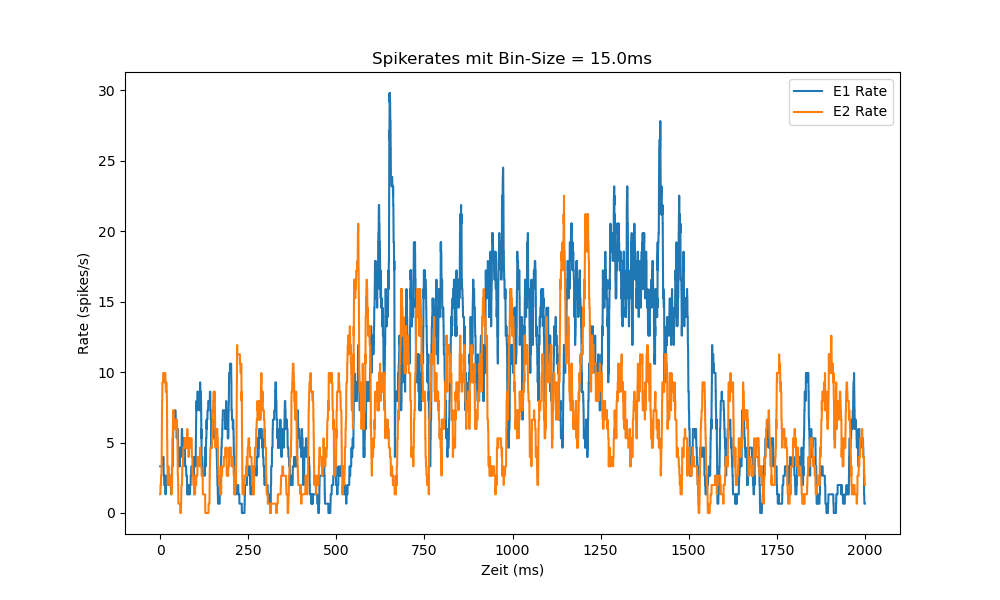 Spikerates mit Bin-Size = 15.0ms
E1 Rate
E2 Rate
Rate (spikes/s)
30
25
20
15
10
5
0
0 250 500 750 1000 1250 1500 1750 2000
Zeit (ms)